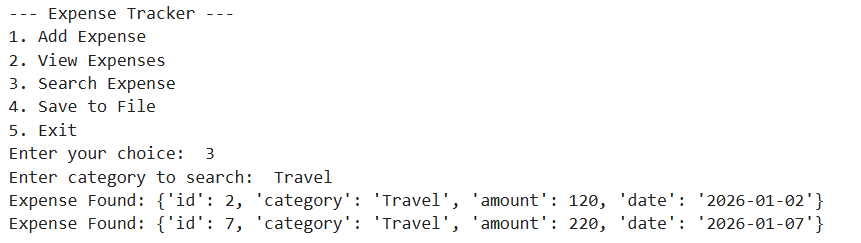 --- Expense Tracker ---
1. Add Expense
2. View Expenses
3. Search Expense
4. Save to File
5. Exit
Enter your choice:  3
Enter category to search:  Travel
Expense Found: {'id': 2, 'category': 'Travel', 'amount': 120, 'date': '2026-01-02'}
Expense Found: {'id': 7, 'category': 'Travel', 'amount': 220, 'date': '2026-01-07'}